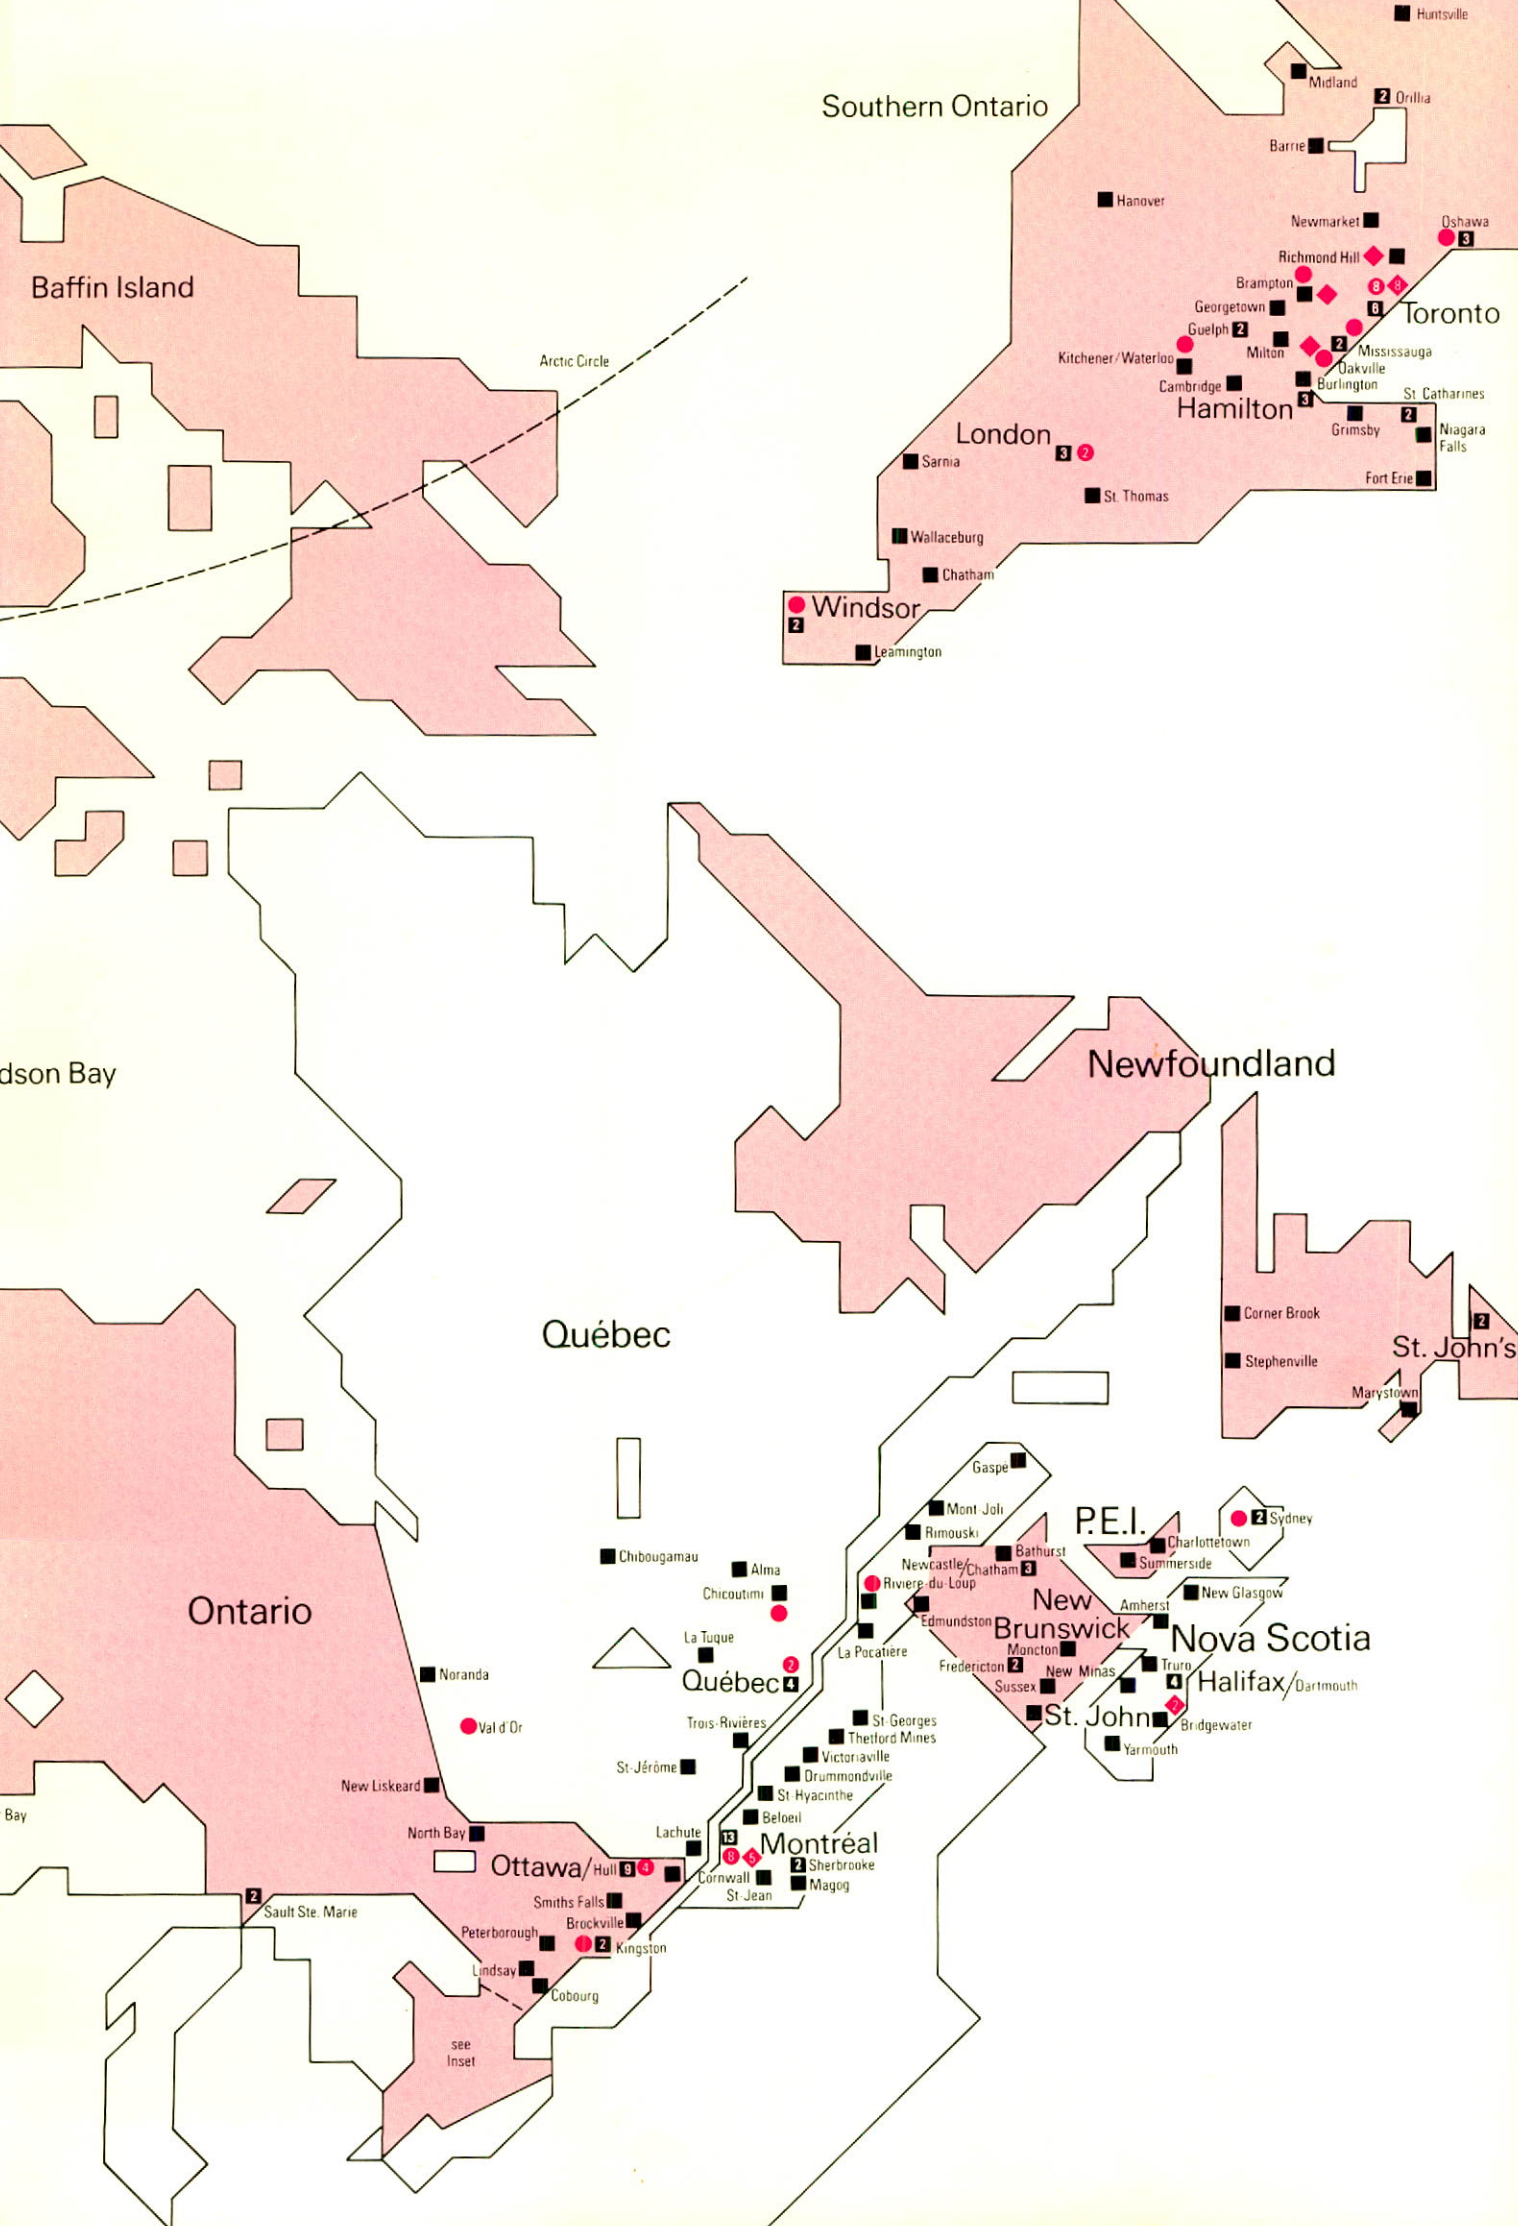 Huntsville
Midland
Southern Ontario
2 Orillia
Barrie
Hanover
Newmarket
Oshawa
3
Richmond Hill
Baffin Island
Brampton
8 8
Georgetown
Toronto
Guelph 2
2
Milton
Mississauga
Kitchener/Waterloo
Arctic Circle
Oakville
Cambridge
Burlington
St. Catharines
3
Hamilton
2
Grimsby
Niagara
Falls
London
3 2
Sarnia
Fort Erie
St. Thomas
Wallaceburg
Chatham
Windsor
2
Leamington
Newfoundland
dson Bay
Corner Brook
2
Québec
St. John's
Stephenville
Marystown
Gaspé
Mont-Joli
P.E.I.
2 Sydney
Rimouski
Charlottetown
Bathurst
Chibougamau
Summerside
Newcastle/
Chatham 3
Alma
Rivière-du-Loup
Chicoutimi
New Glasgow
New
Brunswick
Amherst
Ontario
Edmundston
Nova Scotia
La Tuque
La Pocatière
Moncton
Noranda
2
Fredericton 2
New Minas
Truro
Québec 4
4
Halifax/Dartmouth
Sussex
2
St. John
Val d'Or
Trois-Rivières
St-Georges
Bridgewater
Thetford Mines
Yarmouth
Victoriaville
St-Jérôme
Drummondville
New Liskeard
St-Hyacinthe
Bay
Beloeil
North Bay
Lachute
13
Montréal
8 5
Ottawa/Hull 9 4
2 Sherbrooke
Cornwall
Magog
St-Jean
2
Smiths Falls
Sault Ste. Marie
Brockville
Peterborough
2 Kingston
Lindsay
Cobourg
see
Inset